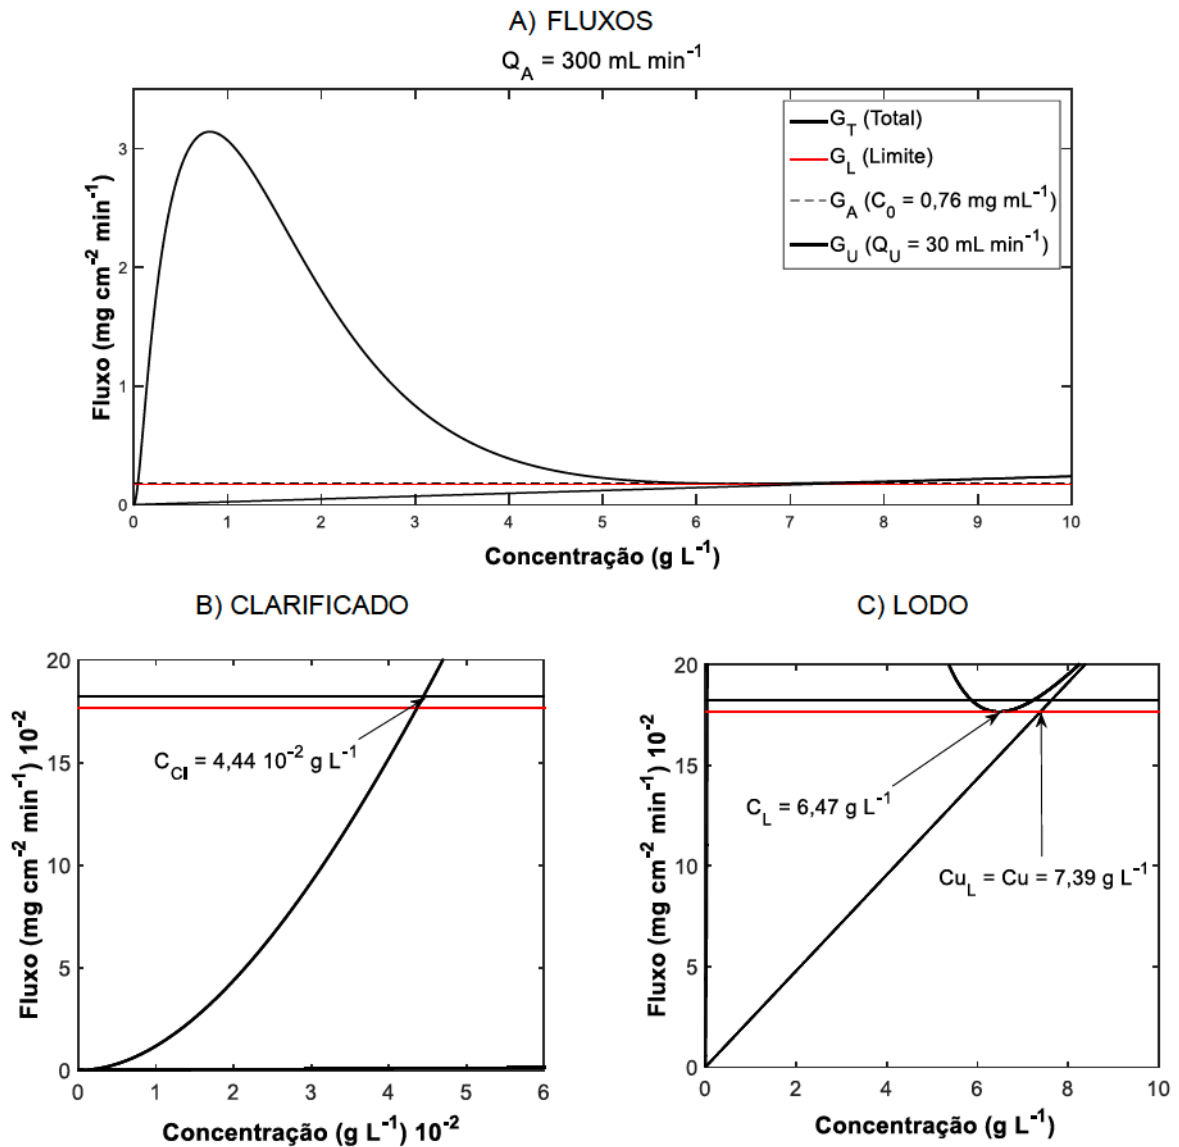 A) FLUXOS
Q_A = 300 mL min⁻¹
Fluxo (mg cm⁻² min⁻¹)
3
2
1
0
G_T (Total)
G_L (Limite)
G_A (C_0 = 0,76 mg mL⁻¹)
G_U (Q_U = 30 mL min⁻¹)
0 1 2 3 4 5 6 7 8 9 10
Concentração (g L⁻¹)
B) CLARIFICADO
Fluxo (mg cm⁻² min⁻¹) 10⁻²
20
15
10
5
0
C_Cl = 4,44 10⁻² g L⁻¹
0 1 2 3 4 5 6
Concentração (g L⁻¹) 10⁻²
C) LODO
Fluxo (mg cm⁻² min⁻¹) 10⁻²
20
15
10
5
0
C_L = 6,47 g L⁻¹
Cu_L = Cu = 7,39 g L⁻¹
0 2 4 6 8 10
Concentração (g L⁻¹)